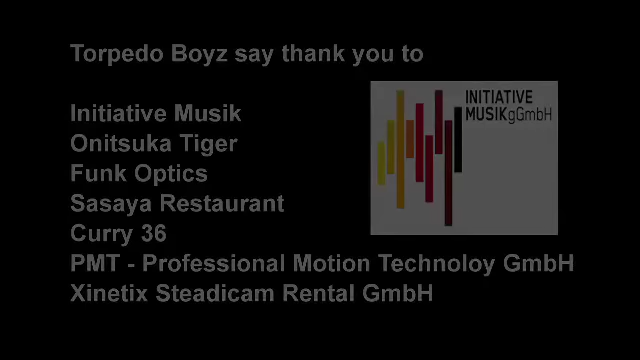 Torpedo Boyz say thank you to
Initiative Musik
Onitsuka Tiger
Funk Optics
Sasaya Restaurant
Curry 36
PMT - Professional Motion Technoloy GmbH
Xinetix Steadicam Rental GmbH
INITIATIVE
MUSIKgGmbH